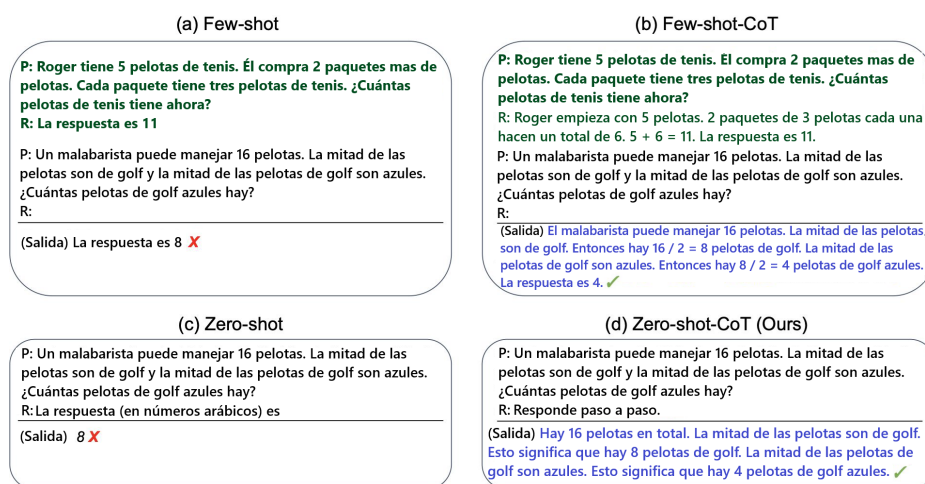 (a) Few-shot
P: Roger tiene 5 pelotas de tenis. Él compra 2 paquetes mas de
pelotas. Cada paquete tiene tres pelotas de tenis. ¿Cuántas
pelotas de tenis tiene ahora?
R: La respuesta es 11
P: Un malabarista puede manejar 16 pelotas. La mitad de las
pelotas son de golf y la mitad de las pelotas de golf son azules.
¿Cuántas pelotas de golf azules hay?
R:
(Salida) La respuesta es 8 X
(b) Few-shot-CoT
P: Roger tiene 5 pelotas de tenis. Él compra 2 paquetes mas de
pelotas. Cada paquete tiene tres pelotas de tenis. ¿Cuántas
pelotas de tenis tiene ahora?
R: Roger empieza con 5 pelotas. 2 paquetes de 3 pelotas cada una
hacen un total de 6. 5 + 6 = 11. La respuesta es 11.
P: Un malabarista puede manejar 16 pelotas. La mitad de las
pelotas son de golf y la mitad de las pelotas de golf son azules.
¿Cuántas pelotas de golf azules hay?
R:
(Salida) El malabarista puede manejar 16 pelotas. La mitad de las pelotas
son de golf. Entonces hay 16 / 2 = 8 pelotas de golf. La mitad de las
pelotas de golf son azules. Entonces hay 8 / 2 = 4 pelotas de golf azules.
La respuesta es 4. ✓
(c) Zero-shot
P: Un malabarista puede manejar 16 pelotas. La mitad de las
pelotas son de golf y la mitad de las pelotas de golf son azules.
¿Cuántas pelotas de golf azules hay?
R: La respuesta (en números arábicos) es
(Salida) 8 X
(d) Zero-shot-CoT (Ours)
P: Un malabarista puede manejar 16 pelotas. La mitad de las
pelotas son de golf y la mitad de las pelotas de golf son azules.
¿Cuántas pelotas de golf azules hay?
R: Responde paso a paso.
(Salida) Hay 16 pelotas en total. La mitad de las pelotas son de golf.
Esto significa que hay 8 pelotas de golf. La mitad de las pelotas de
golf son azules. Esto significa que hay 4 pelotas de golf azules. ✓